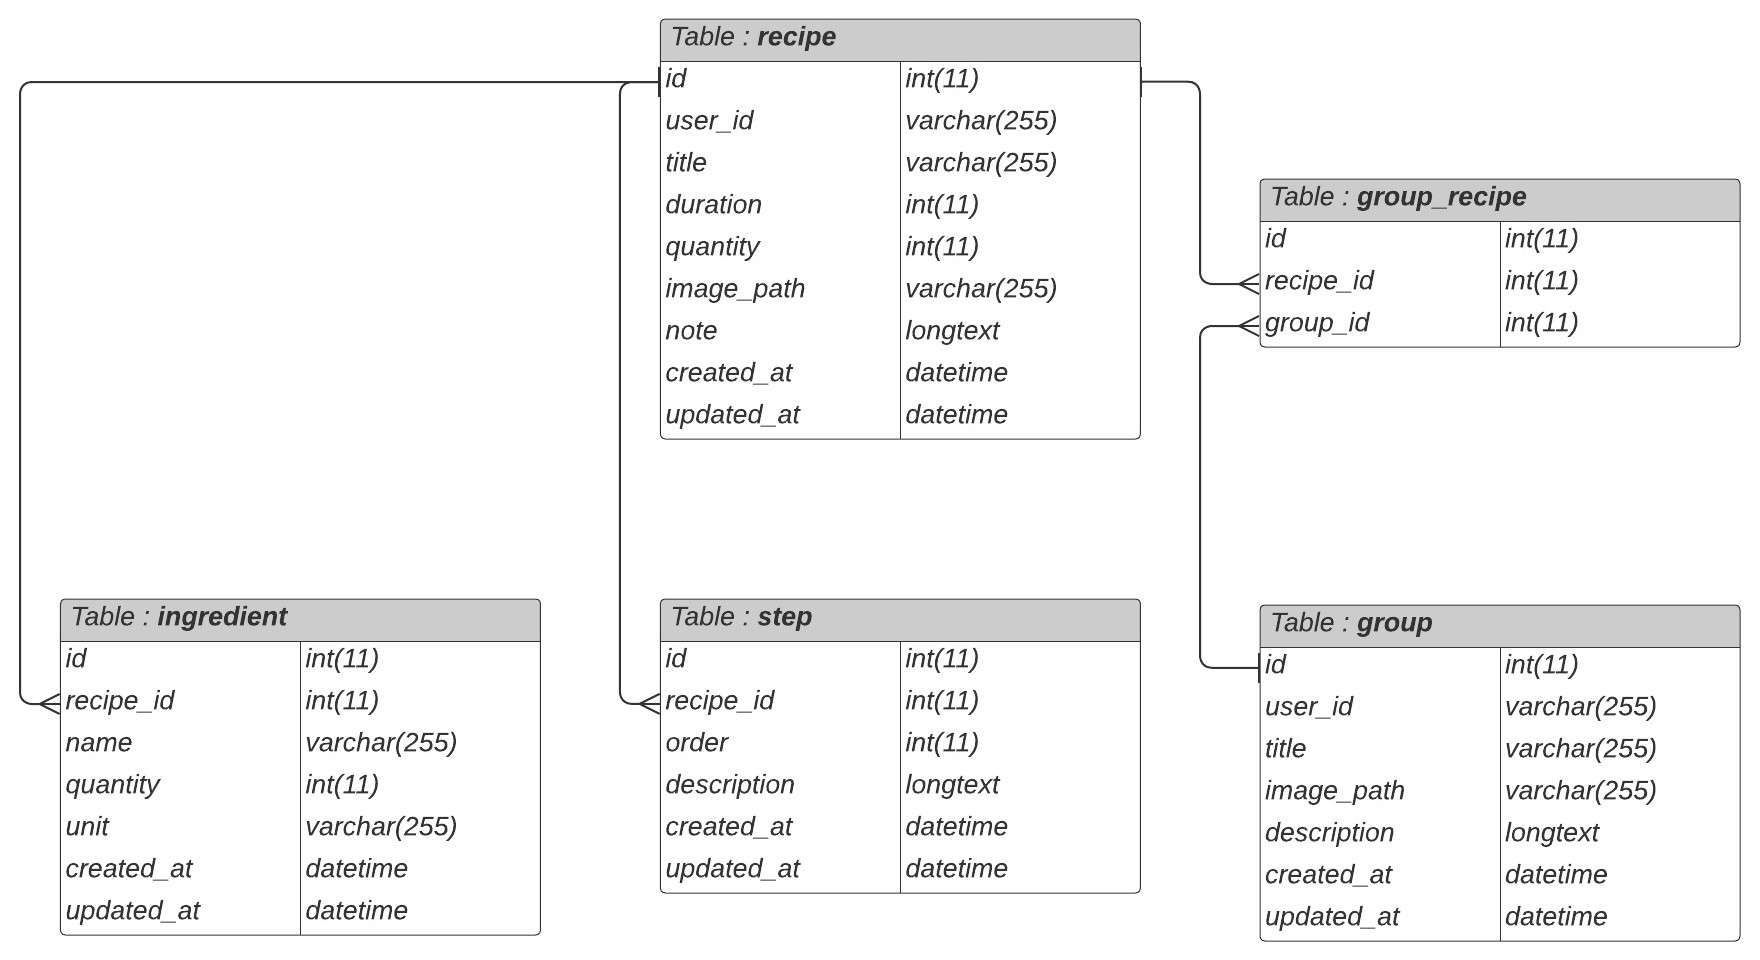 Table : recipe
id int(11)
user_id varchar(255)
title varchar(255)
duration int(11)
quantity int(11)
image_path varchar(255)
note longtext
created_at datetime
updated_at datetime
Table : group_recipe
id int(11)
recipe_id int(11)
group_id int(11)
Table : ingredient
id int(11)
recipe_id int(11)
name varchar(255)
quantity int(11)
unit varchar(255)
created_at datetime
updated_at datetime
Table : step
id int(11)
recipe_id int(11)
order int(11)
description longtext
created_at datetime
updated_at datetime
Table : group
id int(11)
user_id varchar(255)
title varchar(255)
image_path varchar(255)
description longtext
created_at datetime
updated_at datetime